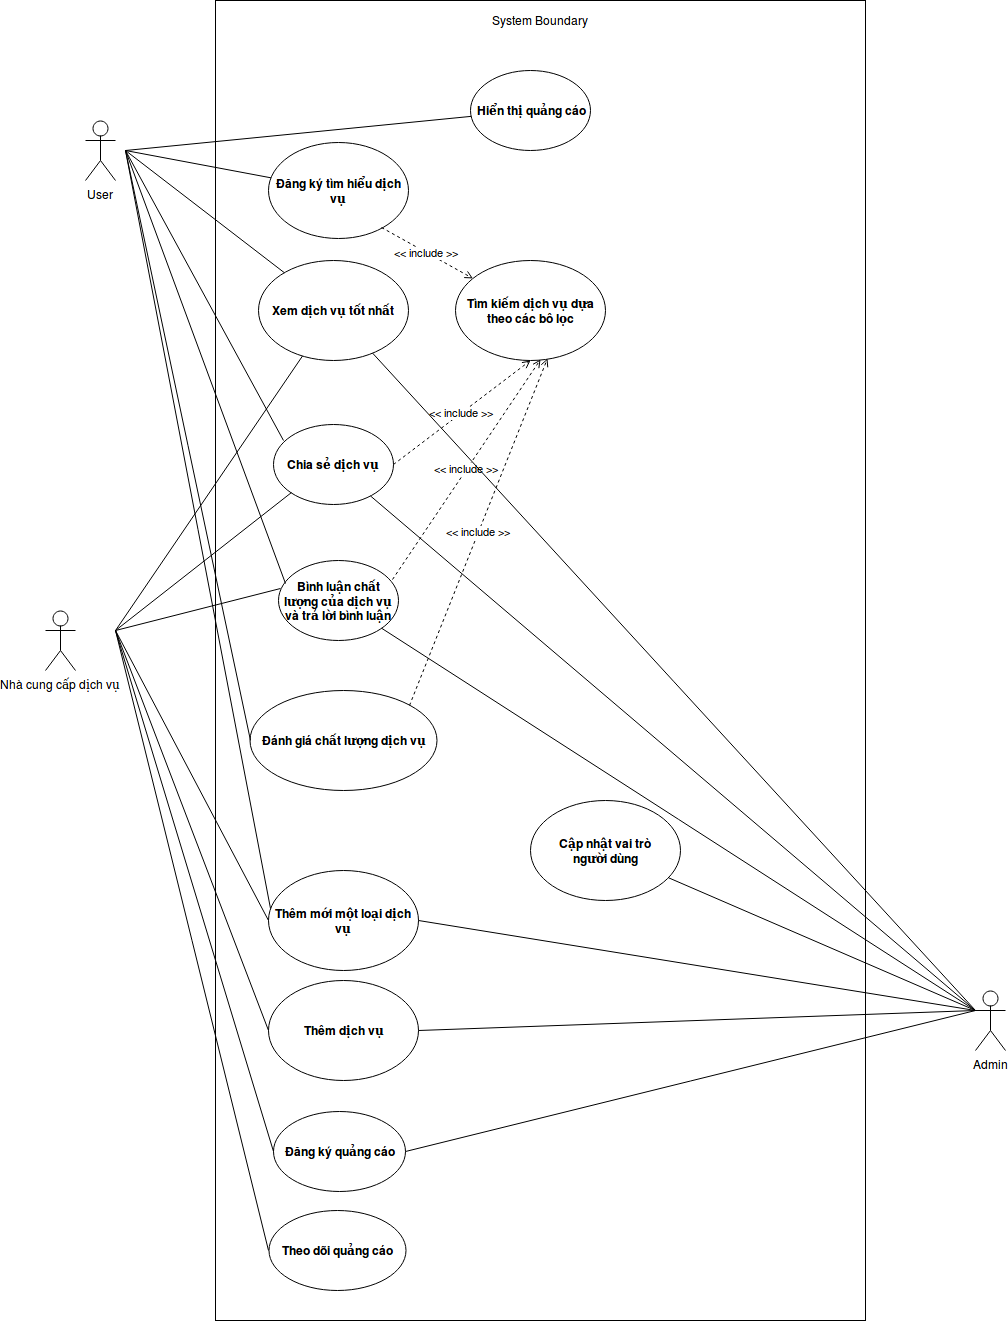 System Boundary
Hiển thị quảng cáo
User
Đăng ký tìm hiểu dịch
vụ
<< include >>
Xem dịch vụ tốt nhất
Tìm kiếm dịch vụ dựa
theo các bô lọc
<< include >>
Chia sẻ dịch vụ
<< include >>
<< include >>
Bình luận chất
lượng của dịch vụ
và trả lời bình luận
Nhà cung cấp dịch vụ
Đánh giá chất lượng dịch vụ
Cập nhật vai trò
người dùng
Thêm mới một loại dịch
vụ
Thêm dịch vụ
Admin
Đăng ký quảng cáo
Theo dõi quảng cáo